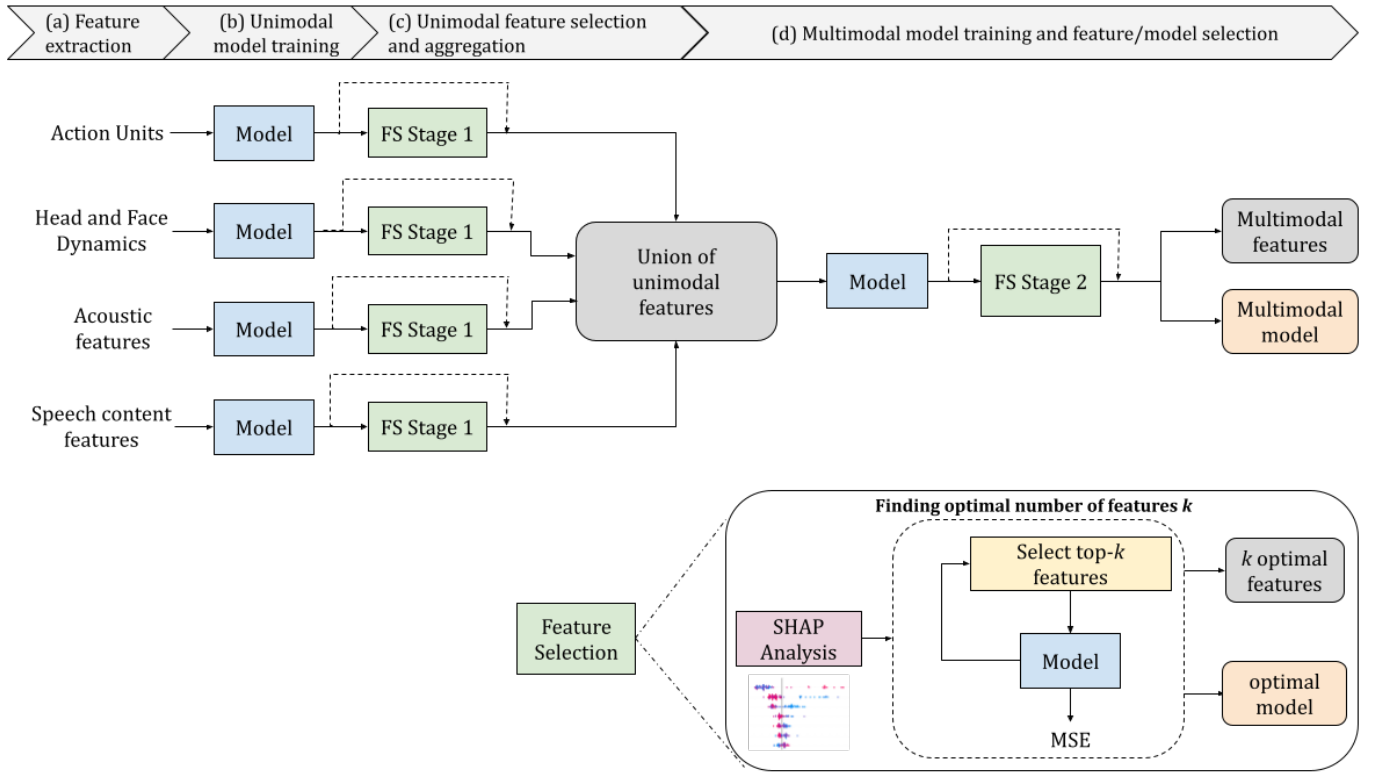 (a) Feature
extraction
(b) Unimodal
model training
(c) Unimodal feature selection
and aggregation
(d) Multimodal model training and feature/model selection
Action Units
Model
FS Stage 1
Head and Face
Dynamics
Model
FS Stage 1
Acoustic
features
Model
FS Stage 1
Speech content
features
Model
FS Stage 1
Union of
unimodal
features
Model
FS Stage 2
Multimodal
features
Multimodal
model
Feature
Selection
Finding optimal number of features k
SHAP
Analysis
Select top-k
features
Model
MSE
k optimal
features
optimal
model